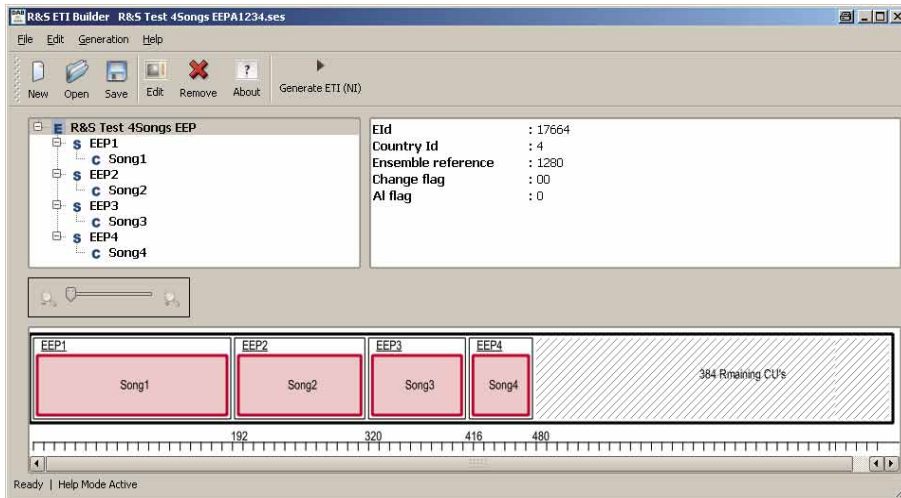 DAB R&S ETI Builder R&S Test 4Songs EEPA1234.ses
File Edit Generation Help
New Open Save Edit Remove About Generate ETI (NI)
E R&S Test 4Songs EEP
S EEP1
C Song1
S EEP2
C Song2
S EEP3
C Song3
S EEP4
C Song4
EId : 17664
Country Id : 4
Ensemble reference : 1280
Change flag : 00
Al flag : 0
EEP1 EEP2 EEP3 EEP4
Song1 Song2 Song3 Song4 384 Rmaining CU's
192 320 416 480
Ready | Help Mode Active